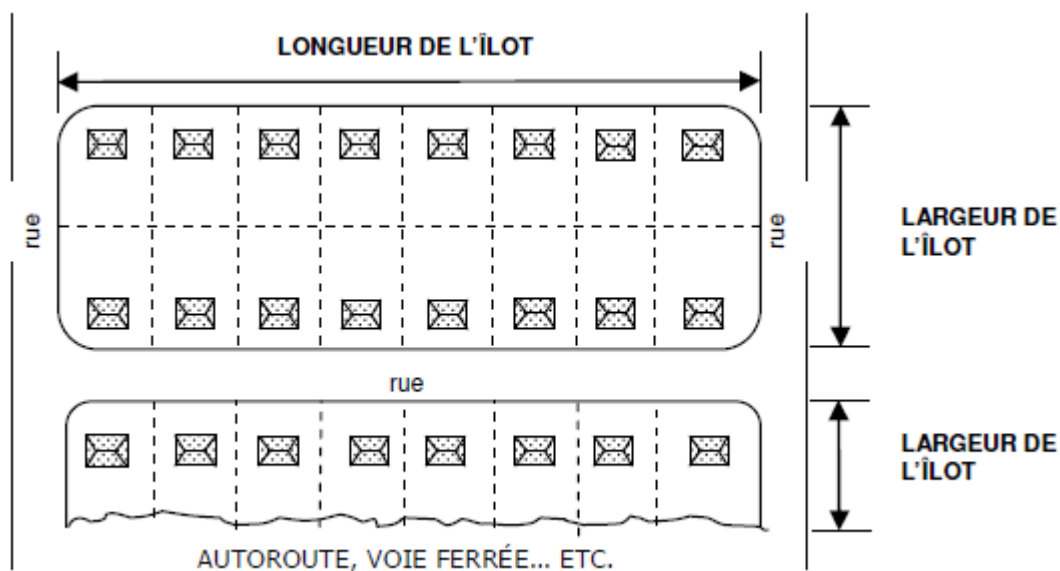 LONGUEUR DE L'ÎLOT
rue
rue
LARGEUR DE
L'ÎLOT
rue
LARGEUR DE
L'ÎLOT
AUTOROUTE, VOIE FERRÉE... ETC.